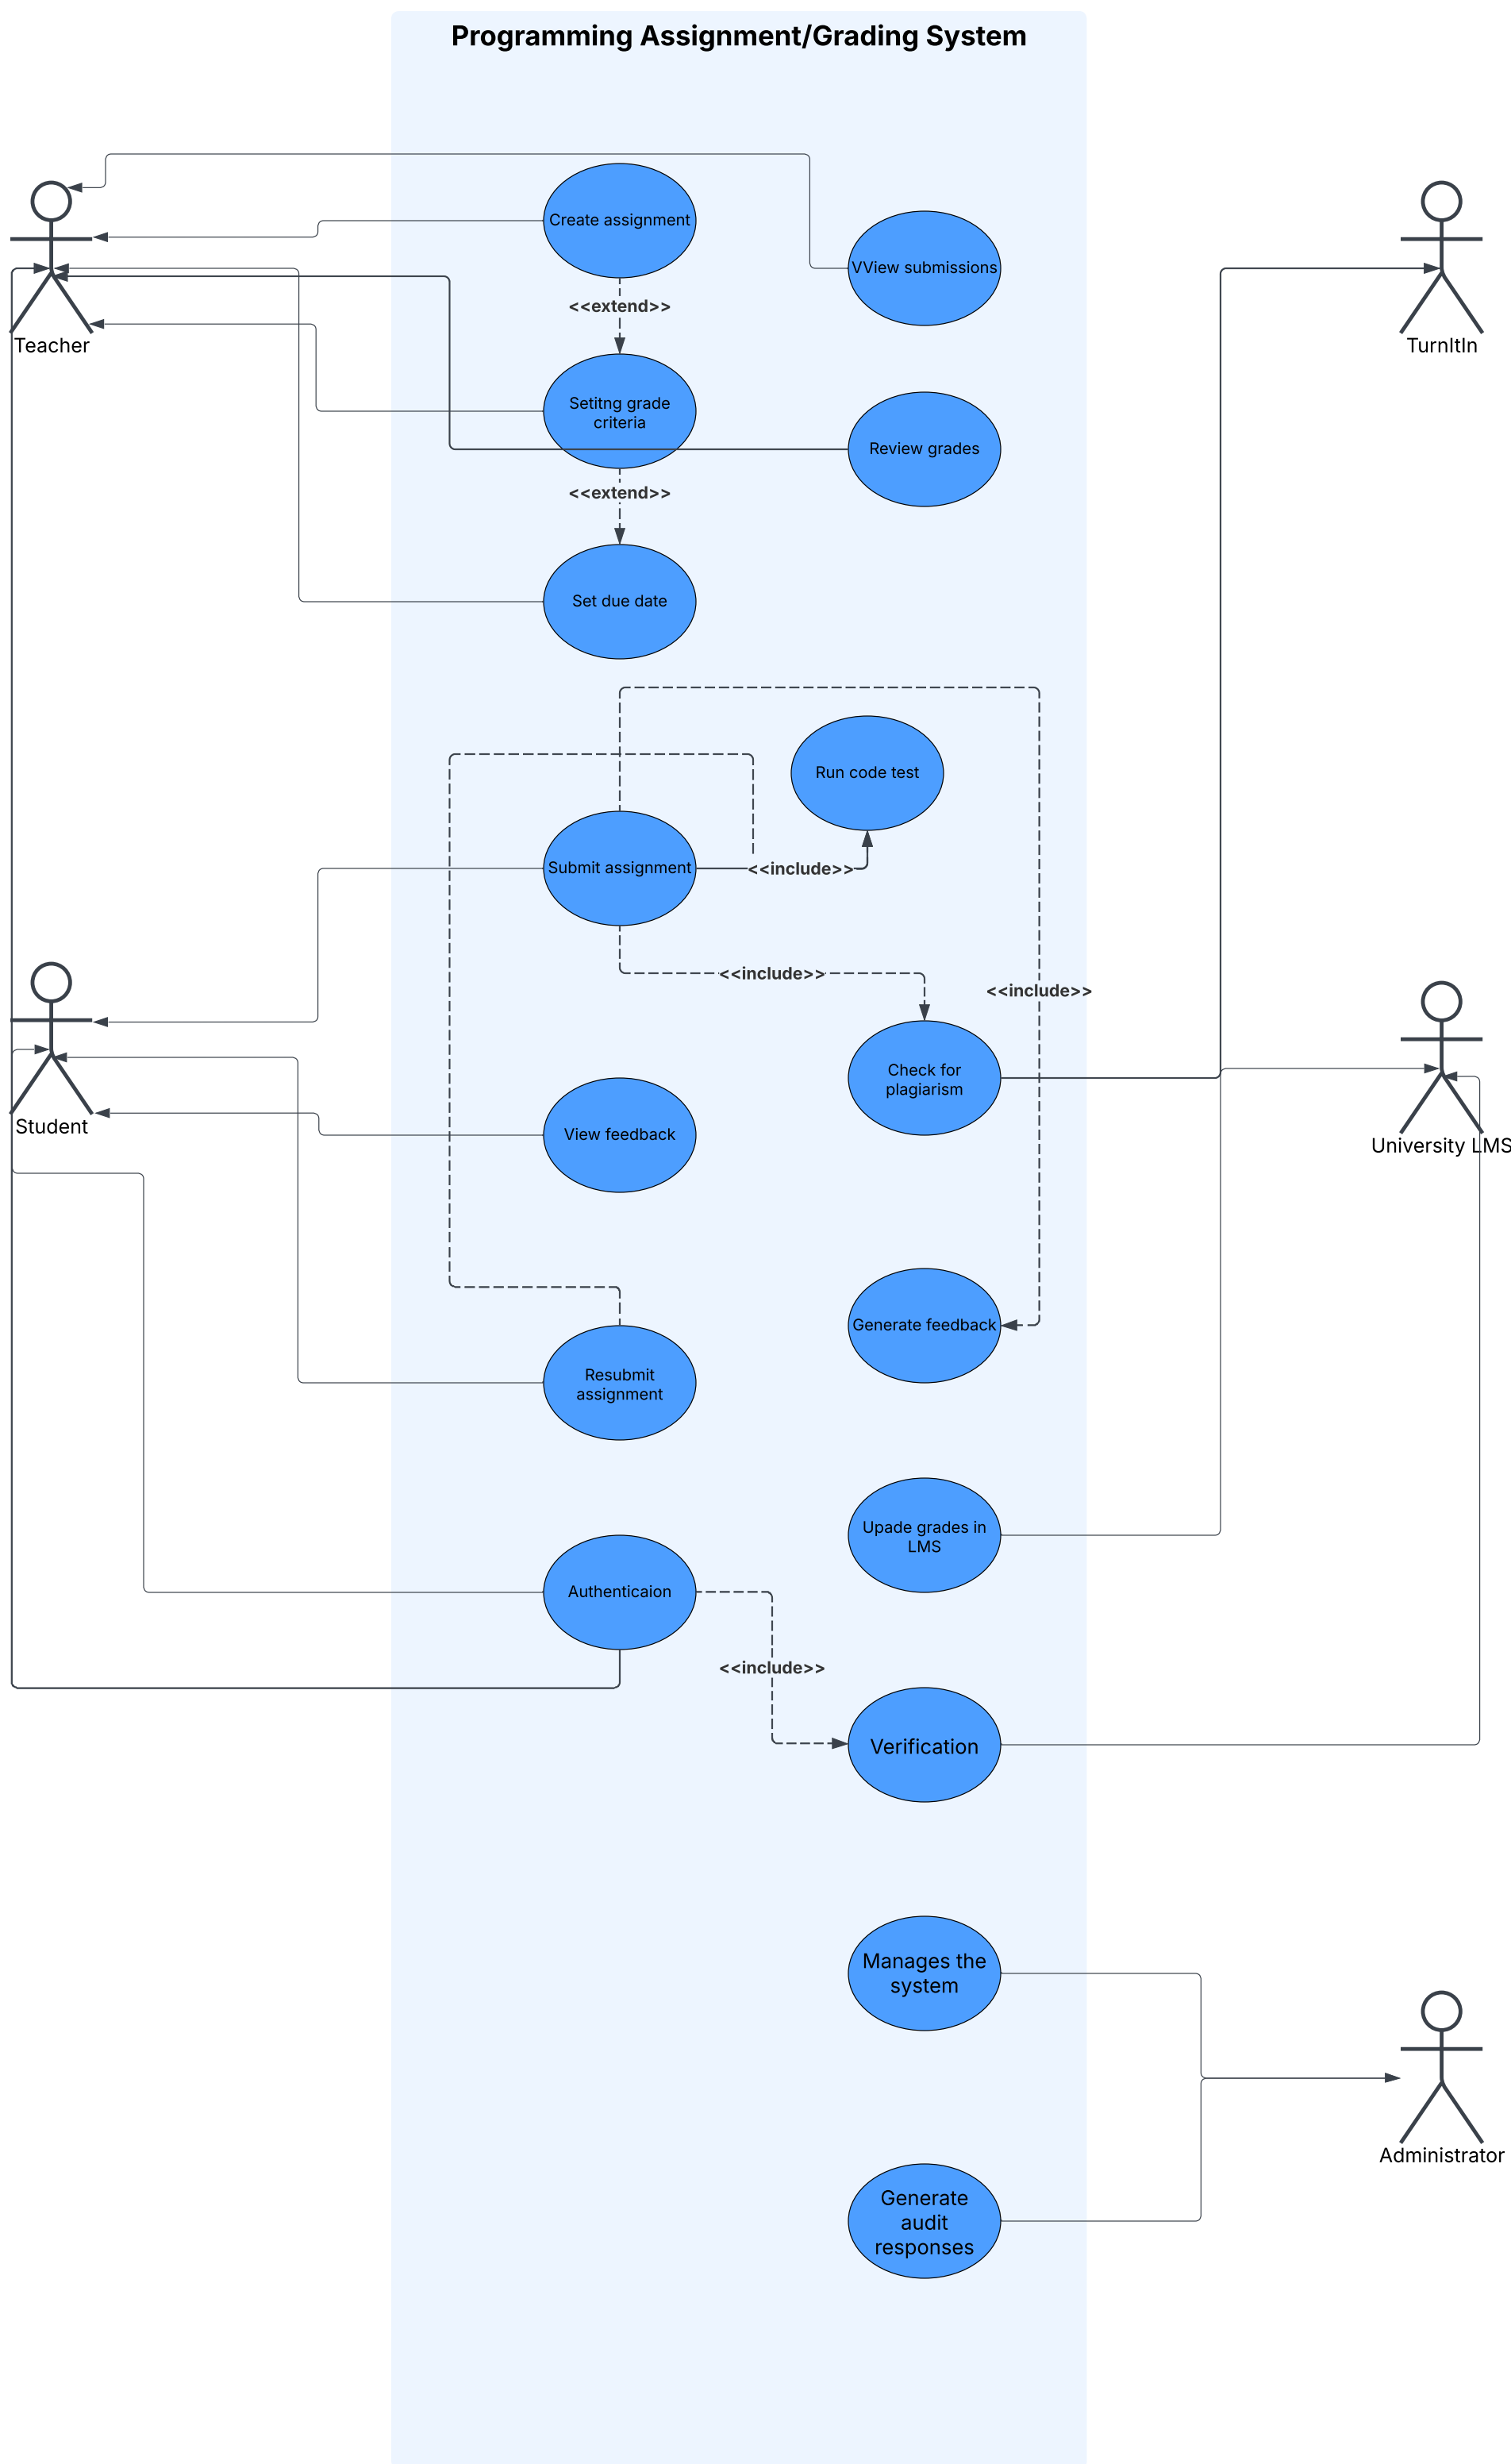 Programming Assignment/Grading System
Create assignment
VView submissions
<<extend>>
Teacher
TurnItIn
Setitng grade
criteria
Review grades
<<extend>>
Set due date
Run code test
Submit assignment
<<include>>
<<include>>
<<include>>
Check for
plagiarism
Student
View feedback
University LMS
Generate feedback
Resubmit
assignment
Upade grades in
LMS
Authenticaion
<<include>>
Verification
Manages the
system
Administrator
Generate
audit
responses